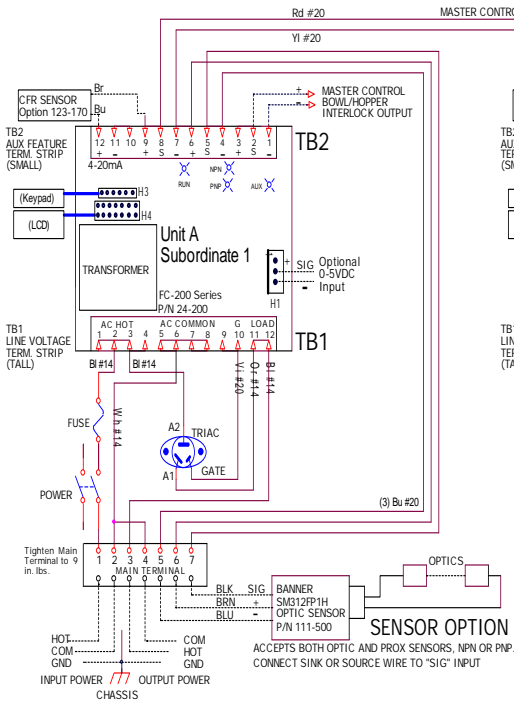 Rd #20
MASTER CONTRO
Yl #20
Br
CFR SENSOR
Option 123-170
Bu
+ MASTER CONTROL
- BOWL/HOPPER
INTERLOCK OUTPUT
TB2
AUX FEATURE
TERM. STRIP
(SMALL)
12 11 10 9 8 7 6 5 4 3 2 1
+ - + S - + S - + S -
4-20mA
TB2
RUN
NPN
PNP
AUX
(Keypad)
H3
(LCD)
H4
Unit A
Subordinate 1
TRANSFORMER
FC-200 Series
P/N 24-200
+
SIG
-
H1
Optional
0-5VDC
Input
TB1
LINE VOLTAGE
TERM. STRIP
(TALL)
AC HOT AC COMMON G LOAD
1 2 3 4 5 6 7 8 9 10 11 12
TB1
Bl #14
Bl #14
Wh #14
Vi #20
Or #14
Bl #14
FUSE
A2
TRIAC
A1
GATE
POWER
(3) Bu #20
Tighten Main
Terminal to 9
in. lbs.
1 2 3 4 5 6 7
MAIN TERMINAL
BLK SIG
BRN +
BLU -
BANNER
SM312FP1H
OPTIC SENSOR
P/N 111-500
OPTICS
SENSOR OPTION
ACCEPTS BOTH OPTIC AND PROX SENSORS, NPN OR PNP.
CONNECT SINK OR SOURCE WIRE TO "SIG" INPUT
HOT COM
COM HOT
GND GND
INPUT POWER OUTPUT POWER
CHASSIS